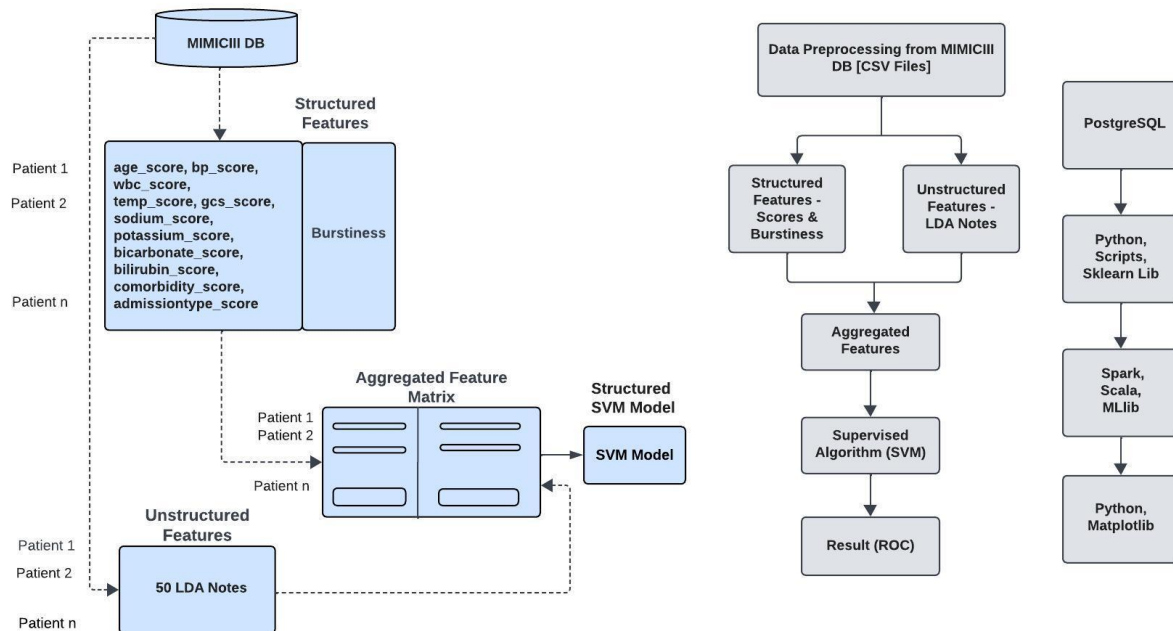 MIMICIII DB
Structured
Features
Patient 1
Patient 2
Patient n
age_score, bp_score,
wbc_score,
temp_score, gcs_score,
sodium_score,
potassium_score,
bicarbonate_score,
bilirubin_score,
comorbidity_score,
admissiontype_score
Burstiness
Aggregated Feature
Matrix
Patient 1
Patient 2
Patient n
Structured
SVM Model
SVM Model
Unstructured
Features
Patient 1
Patient 2
Patient n
50 LDA Notes
Data Preprocessing from MIMICIII
DB [CSV Files]
Structured
Features -
Scores &
Burstiness
Unstructured
Features -
LDA Notes
Aggregated
Features
Supervised
Algorithm (SVM)
Result (ROC)
PostgreSQL
Python,
Scripts,
Sklearn Lib
Spark,
Scala,
MLlib
Python,
Matplotlib